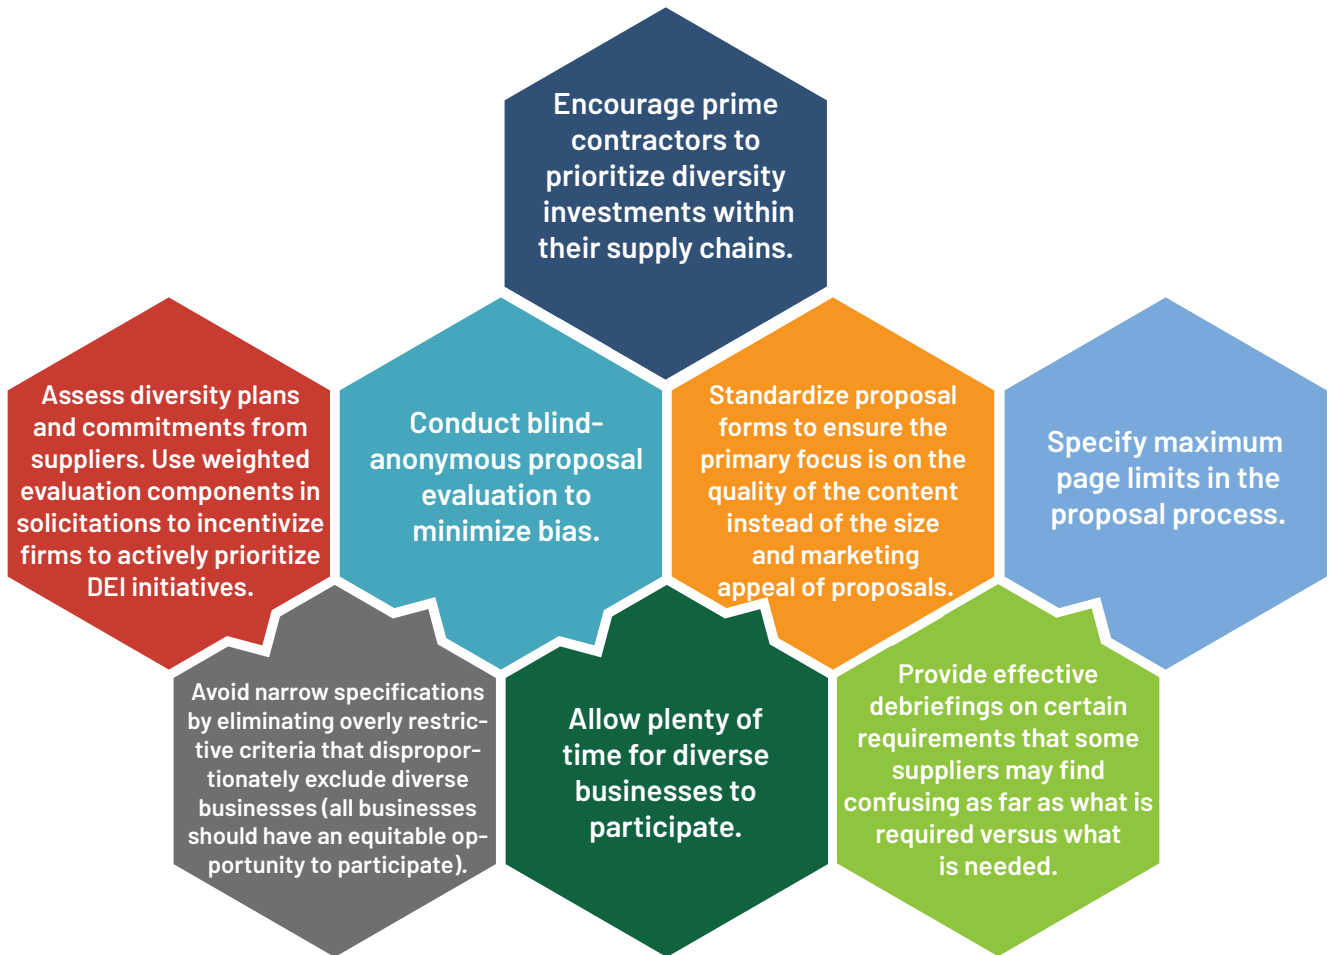 Encourage prime
contractors to
prioritize diversity
investments within
their supply chains.
Assess diversity plans
and commitments from
suppliers. Use weighted
evaluation components in
solicitations to incentivize
firms to actively prioritize
DEI initiatives.
Conduct blind-
anonymous proposal
evaluation to
minimize bias.
Standardize proposal
forms to ensure the
primary focus is on the
quality of the content
instead of the size
and marketing
appeal of proposals.
Specify maximum
page limits in the
proposal process.
Avoid narrow specifications
by eliminating overly restric-
tive criteria that dispropor-
tionately exclude diverse
businesses (all businesses
should have an equitable op-
portunity to participate).
Allow plenty of
time for diverse
businesses to
participate.
Provide effective
debriefings on certain
requirements that some
suppliers may find
confusing as far as what is
required versus what
is needed.